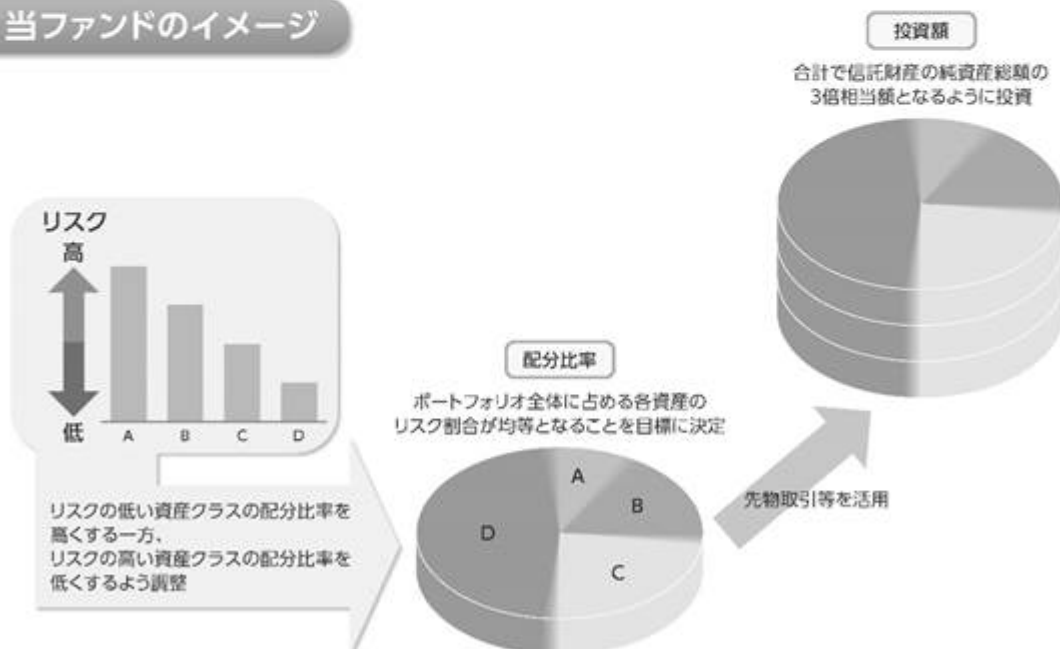 当ファンドのイメージ
投資額
合計で信託財産の純資産総額の
3倍相当額となるように投資
リスク
高
低
A B C D
配分比率
ポートフォリオ全体に占める各資産の
リスク割合が均等となることを目標に決定
リスクの低い資産クラスの配分比率を
高くする一方、
リスクの高い資産クラスの配分比率を
低くするよう調整
A
B
C
D
先物取引等を活用